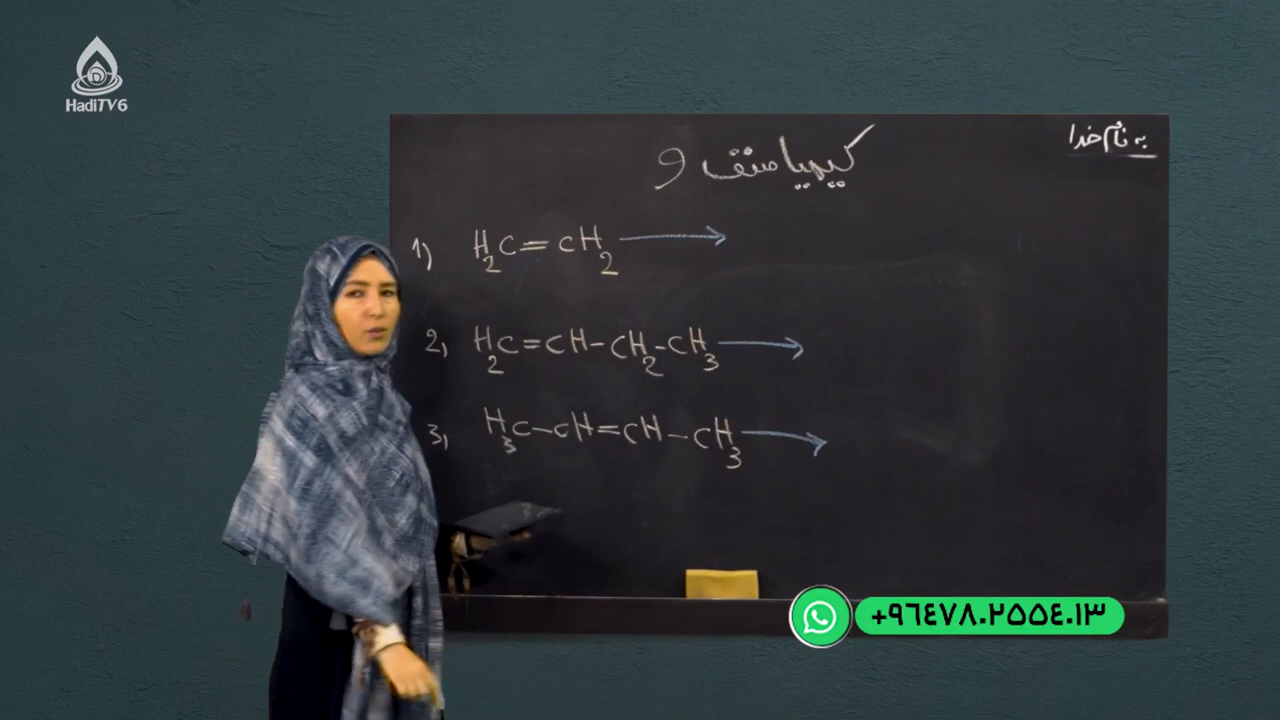 HadiTV6
به نام خدا
کیمیا صنف ۹
1) H₂C=CH₂ →
2, H₂C=CH-CH₂-CH₃ →
3, H₃C-CH=CH-CH₃ →
+٩٦٤٧٨٠٢٥٥٤٠١٣